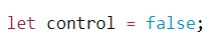 let control = false;